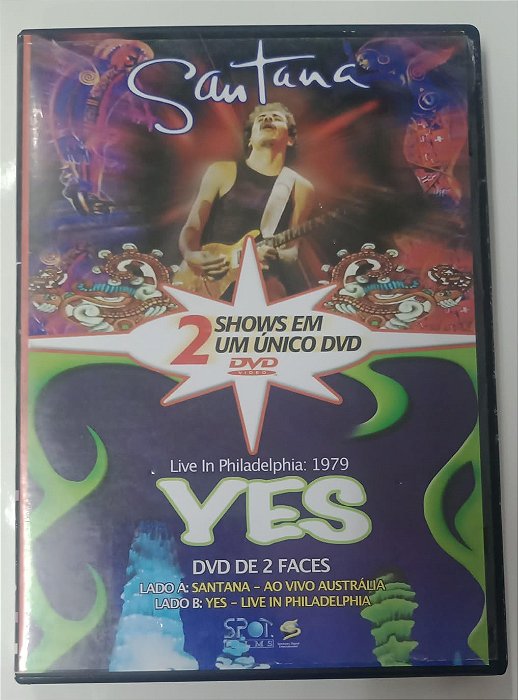 Santana
2 SHOWS EM
UM ÚNICO DVD
DVD
VIDEO
Live In Philadelphia: 1979
YES
DVD DE 2 FACES
LADO A: SANTANA - AO VIVO AUSTRÁLIA
LADO B: YES - LIVE IN PHILADELPHIA
SPOT
FILMS